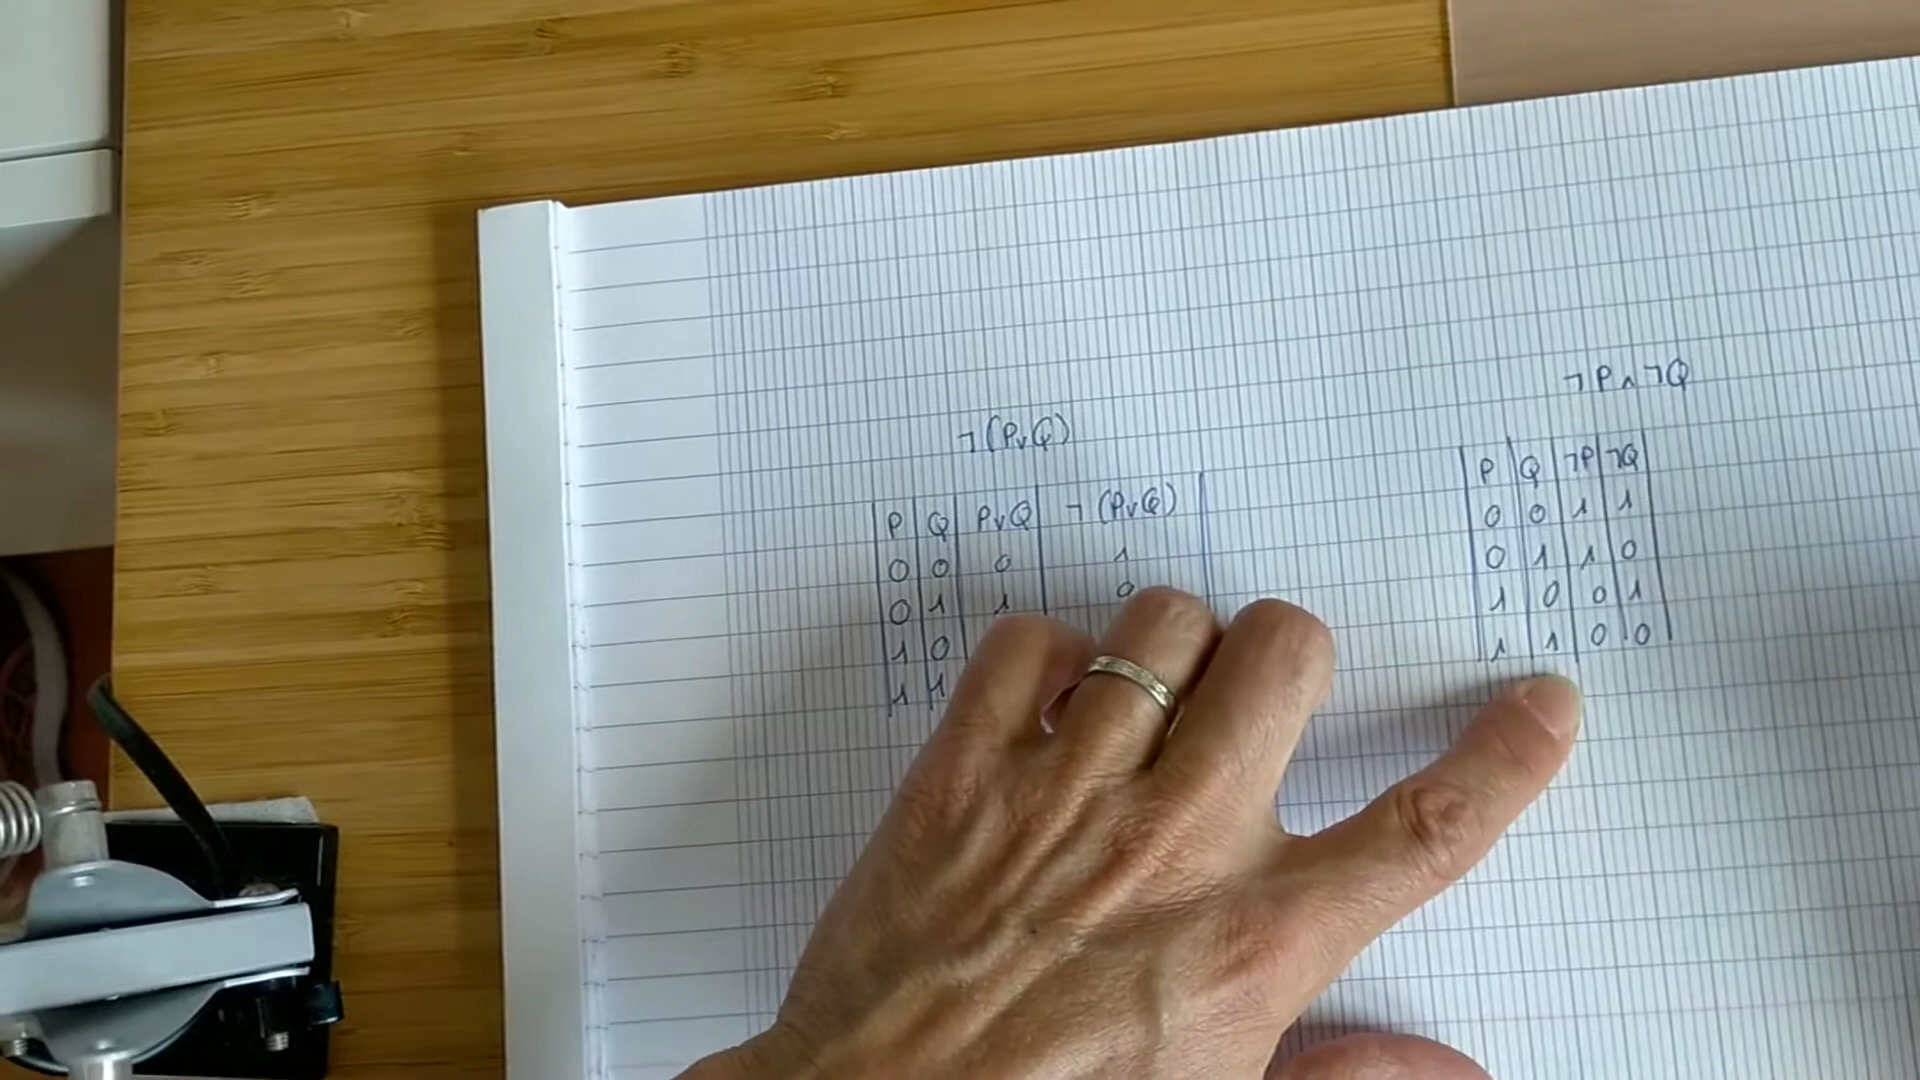 ¬(P∨Q)
P Q P∨Q ¬(P∨Q)
0 0 0 1
0 1 1 0
1 0
1 1
¬P∧¬Q
P Q ¬P ¬Q
0 0 1 1
0 1 1 0
1 0 0 1
1 1 0 0